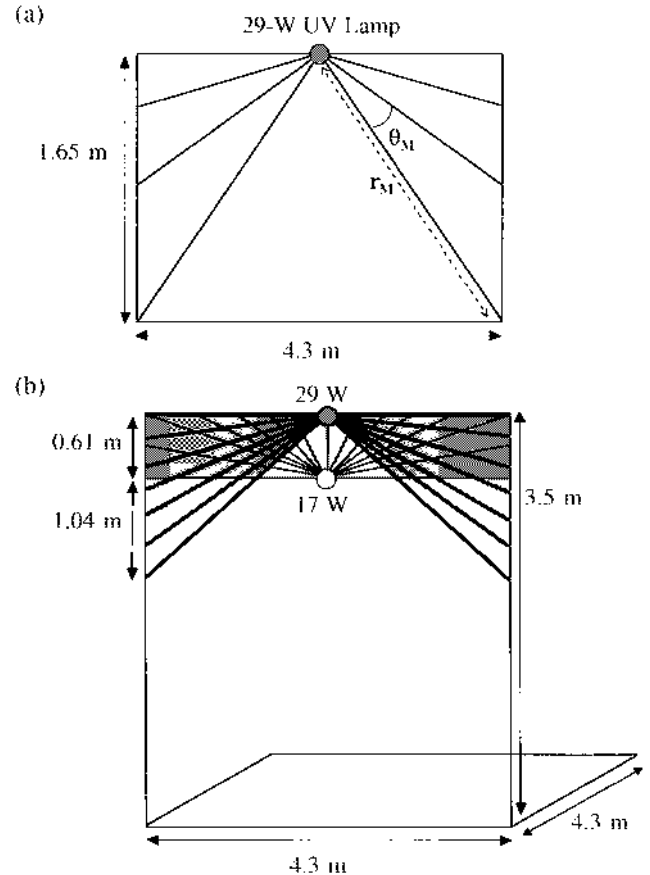 (a)
29-W UV Lamp
1.65 m
θM
rM
4.3 m
(b)
29 W
0.61 m
17 W
1.04 m
3.5 m
4.3 m
4.3 m